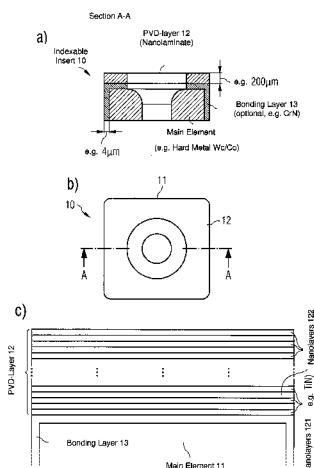 Section A-A
a)
PVD-layer 12
(Nanolaminate)
Indexable
Insert 10
e.g. 200µm
Bonding Layer 13
(optional, e.g. CrN)
Main Element
e.g. 4µm
(e.g. Hard Metal Wc/Co)
b)
11
10
12
A
A
c)
PVD-Layer 12
Nanolayers 122
e.g. TiN)
anolayers 121
Bonding Layer 13
Main Element 11